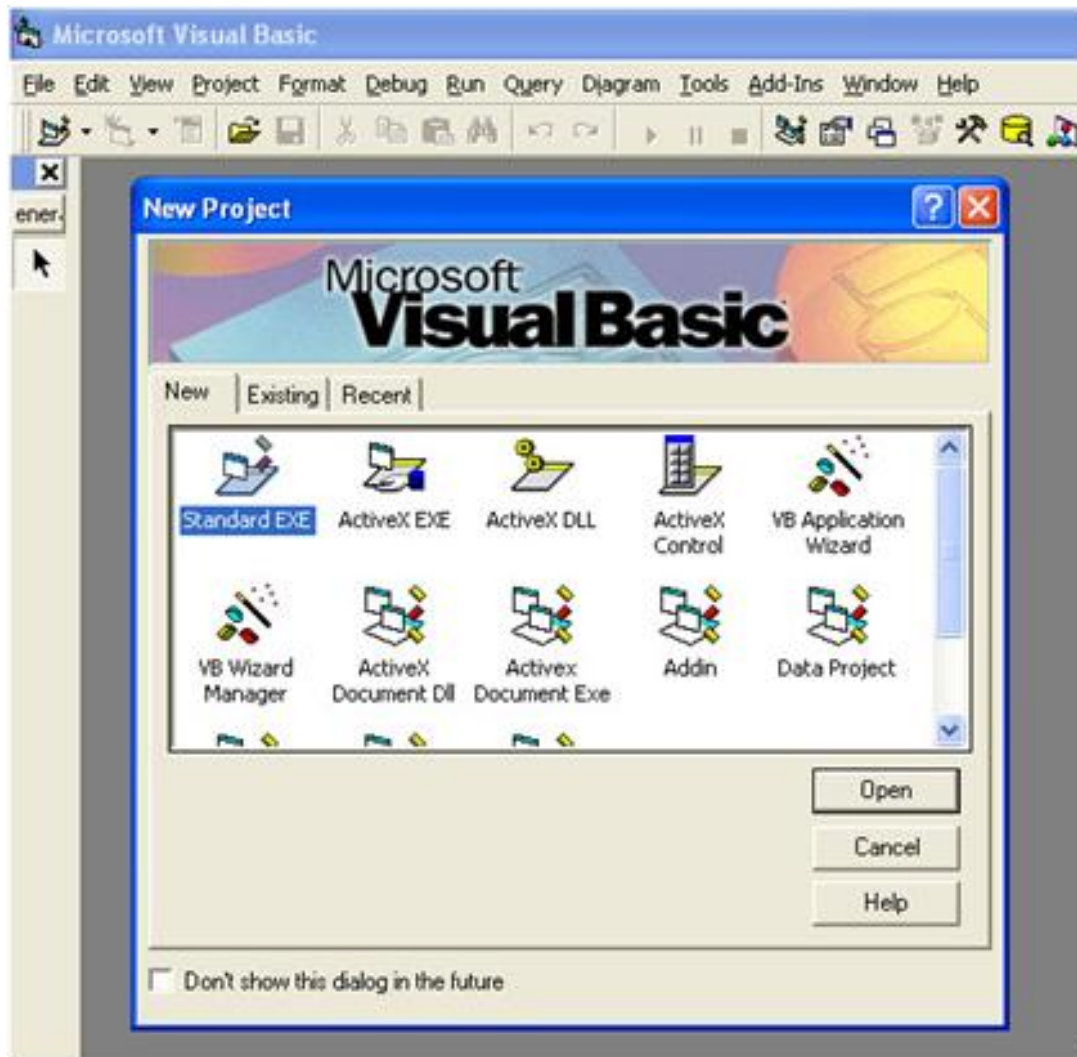 Microsoft Visual Basic
File Edit View Project Format Debug Run Query Diagram Tools Add-Ins Window Help
ener
New Project
Microsoft
Visual Basic
New Existing Recent
Standard EXE ActiveX EXE ActiveX DLL ActiveX Control VB Application Wizard
VB Wizard Manager ActiveX Document Dll Activex Document Exe Addin Data Project
Open
Cancel
Help
Don't show this dialog in the future